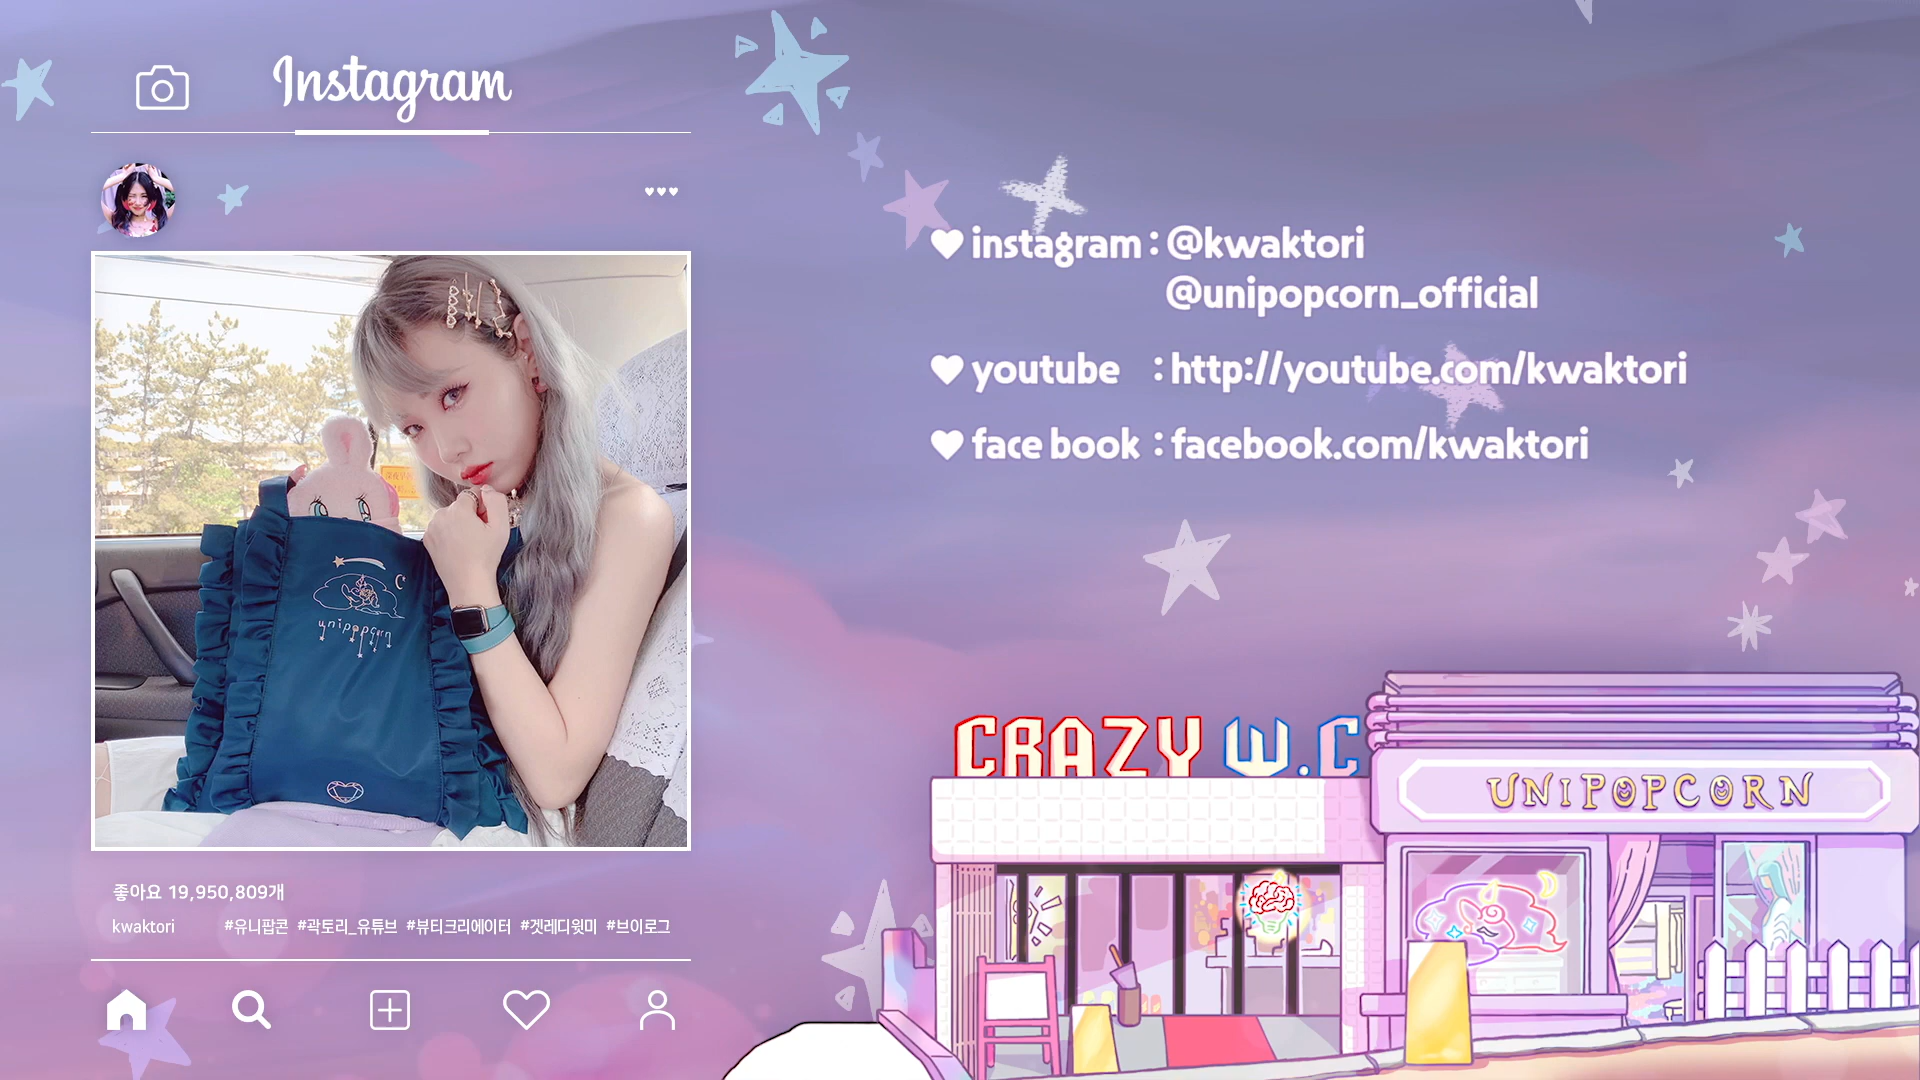 Instagram
instagram : @kwaktori
@unipopcorn_official
youtube : http://youtube.com/kwaktori
face book : facebook.com/kwaktori
unipopcorn
CRAZY W.C
UNIPOPCORN
좋아요 19,950,809개
kwaktori #유니팝콘 #곽토리_유튜브 #뷰티크리에이터 #겟레디윗미 #브이로그